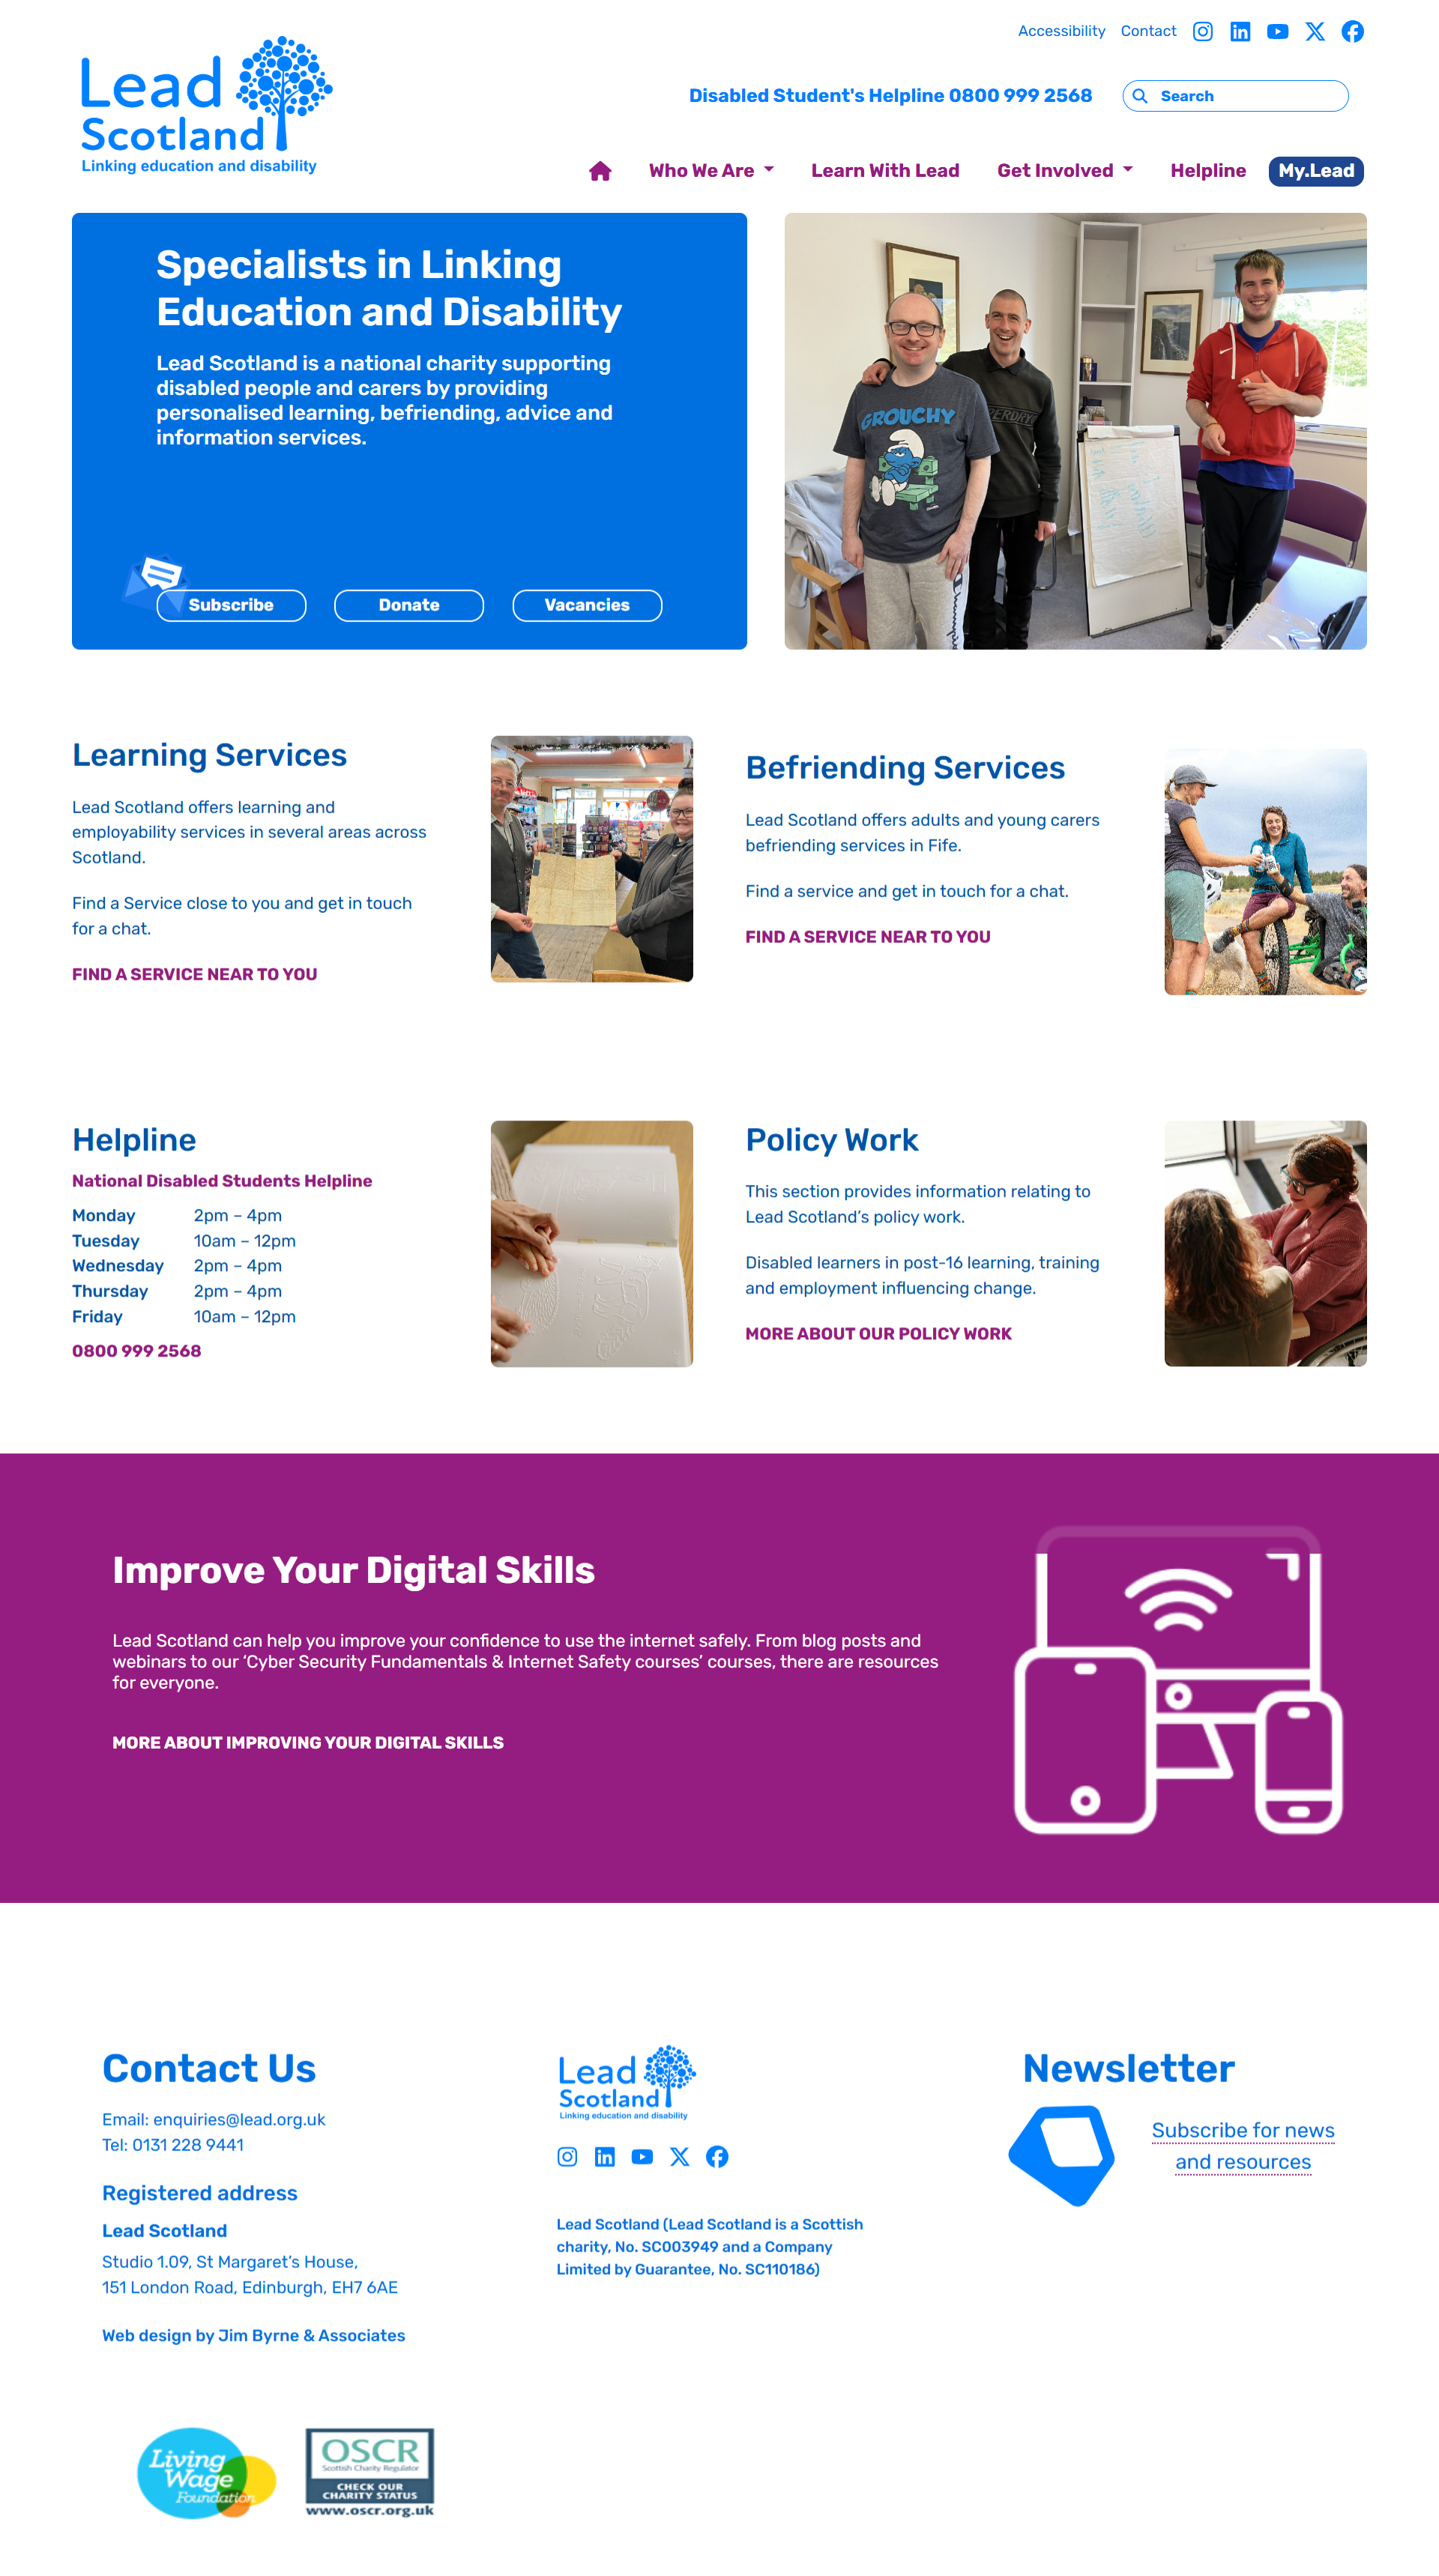 Accessibility Contact
Lead
Scotland
Linking education and disability
Disabled Student's Helpline 0800 999 2568
Search
Who We Are
Learn With Lead
Get Involved
Helpline
My.Lead
Specialists in Linking
Education and Disability
Lead Scotland is a national charity supporting
disabled people and carers by providing
personalised learning, befriending, advice and
information services.
Subscribe
Donate
Vacancies
GROUCHY
Learning Services
Lead Scotland offers learning and
employability services in several areas across
Scotland.
Find a Service close to you and get in touch
for a chat.
FIND A SERVICE NEAR TO YOU
Befriending Services
Lead Scotland offers adults and young carers
befriending services in Fife.
Find a service and get in touch for a chat.
FIND A SERVICE NEAR TO YOU
Helpline
National Disabled Students Helpline
Monday 2pm – 4pm
Tuesday 10am – 12pm
Wednesday 2pm – 4pm
Thursday 2pm – 4pm
Friday 10am – 12pm
0800 999 2568
Policy Work
This section provides information relating to
Lead Scotland’s policy work.
Disabled learners in post-16 learning, training
and employment influencing change.
MORE ABOUT OUR POLICY WORK
Improve Your Digital Skills
Lead Scotland can help you improve your confidence to use the internet safely. From blog posts and
webinars to our ‘Cyber Security Fundamentals & Internet Safety courses’ courses, there are resources
for everyone.
MORE ABOUT IMPROVING YOUR DIGITAL SKILLS
Contact Us
Email: enquiries@lead.org.uk
Tel: 0131 228 9441
Registered address
Lead Scotland
Studio 1.09, St Margaret’s House,
151 London Road, Edinburgh, EH7 6AE
Web design by Jim Byrne & Associates
Lead
Scotland
Linking education and disability
Lead Scotland (Lead Scotland is a Scottish
charity, No. SC003949 and a Company
Limited by Guarantee, No. SC110186)
Newsletter
Subscribe for news
and resources
Living
Wage
Foundation
OSCR
Scottish Charity Regulator
CHECK OUR
CHARITY STATUS
www.oscr.org.uk